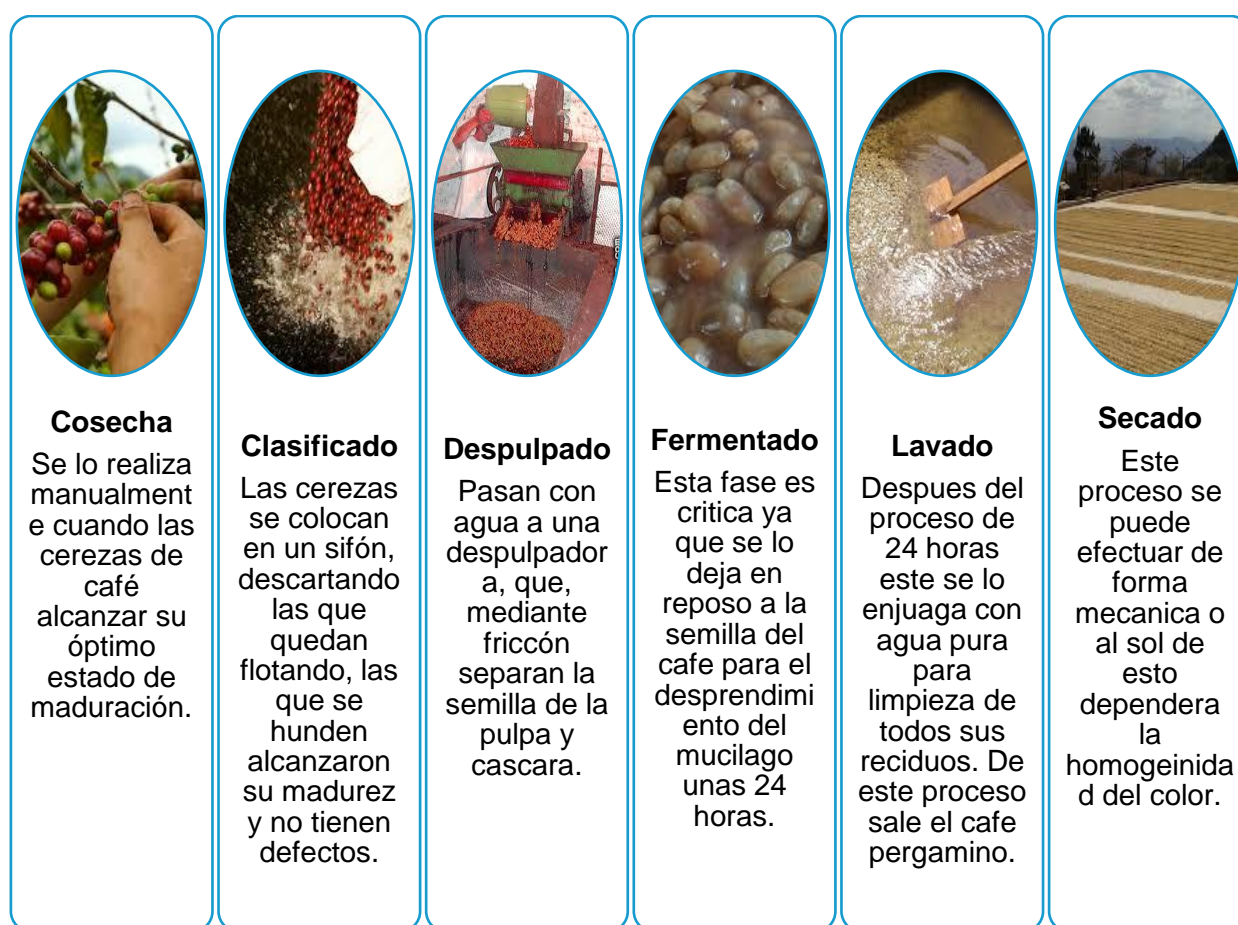 Cosecha
Se lo realiza
manualment
e cuando las
cerezas de
café
alcanzar su
óptimo
estado de
maduración.
Clasificado
Las cerezas
se colocan
en un sifón,
descartando
las que
quedan
flotando, las
que se
hunden
alcanzaron
su madurez
y no tienen
defectos.
Despulpado
Pasan con
agua a una
despulpador
a, que,
mediante
friccón
separan la
semilla de la
pulpa y
cascara.
Fermentado
Esta fase es
critica ya
que se lo
deja en
reposo a la
semilla del
cafe para el
desprendimi
ento del
mucilago
unas 24
horas.
Lavado
Despues del
proceso de
24 horas
este se lo
enjuaga con
agua pura
para
limpieza de
todos sus
reciduos. De
este proceso
sale el cafe
pergamino.
Secado
Este
proceso se
puede
efectuar de
forma
mecanica o
al sol de
esto
dependera
la
homogeinida
d del color.